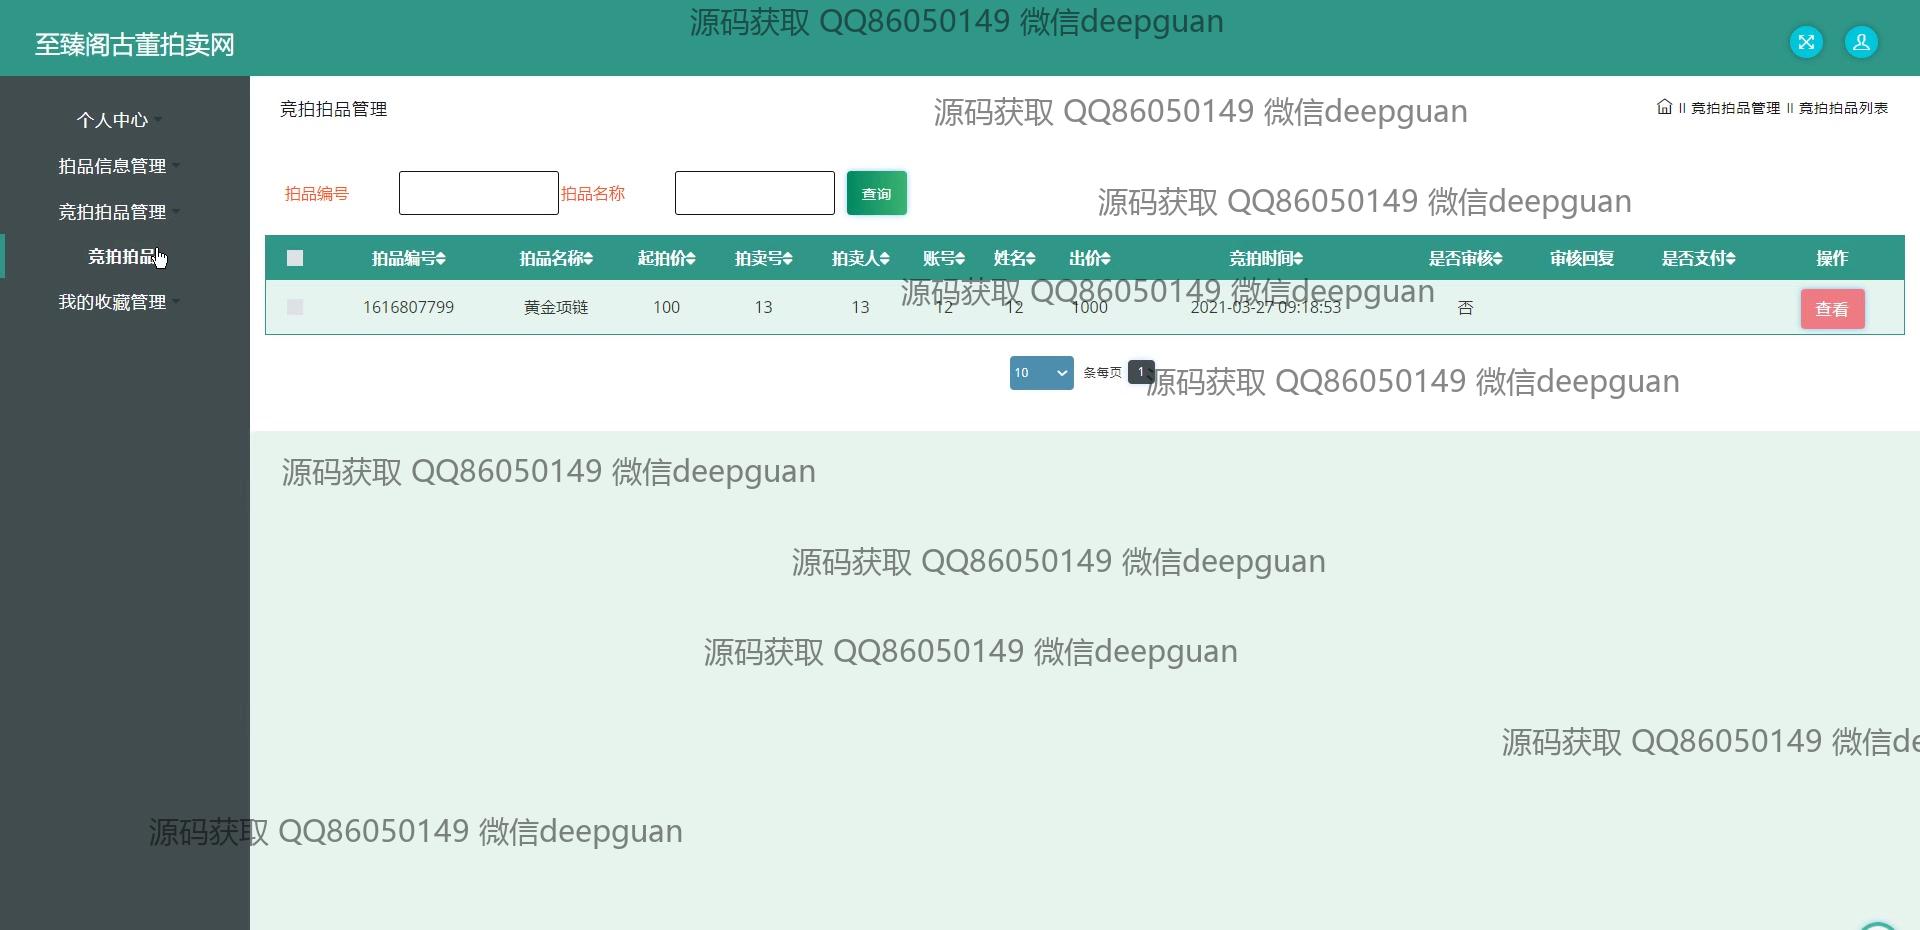 源码获取 QQ86050149 微信deepguan
至臻阁古董拍卖网
个人中心
拍品信息管理
竞拍拍品管理
竞拍拍品
我的收藏管理
竞拍拍品管理
源码获取 QQ86050149 微信deepguan
II 竞拍拍品管理 II 竞拍拍品列表
拍品编号 拍品名称 查询
源码获取 QQ86050149 微信deepguan
拍品编号 拍品名称 起拍价 拍卖号 拍卖人 账号 姓名 出价 竞拍时间 是否审核 审核回复 是否支付 操作
源码获取 QQ86050149 微信deepguan
1616807799 黄金项链 100 13 13 12 12 1000 2021-03-27 09:18:53 否 查看
10 条每页 1
源码获取 QQ86050149 微信deepguan
源码获取 QQ86050149 微信deepguan
源码获取 QQ86050149 微信deepguan
源码获取 QQ86050149 微信deepguan
源码获取 QQ86050149 微信de
源码获取 QQ86050149 微信deepguan